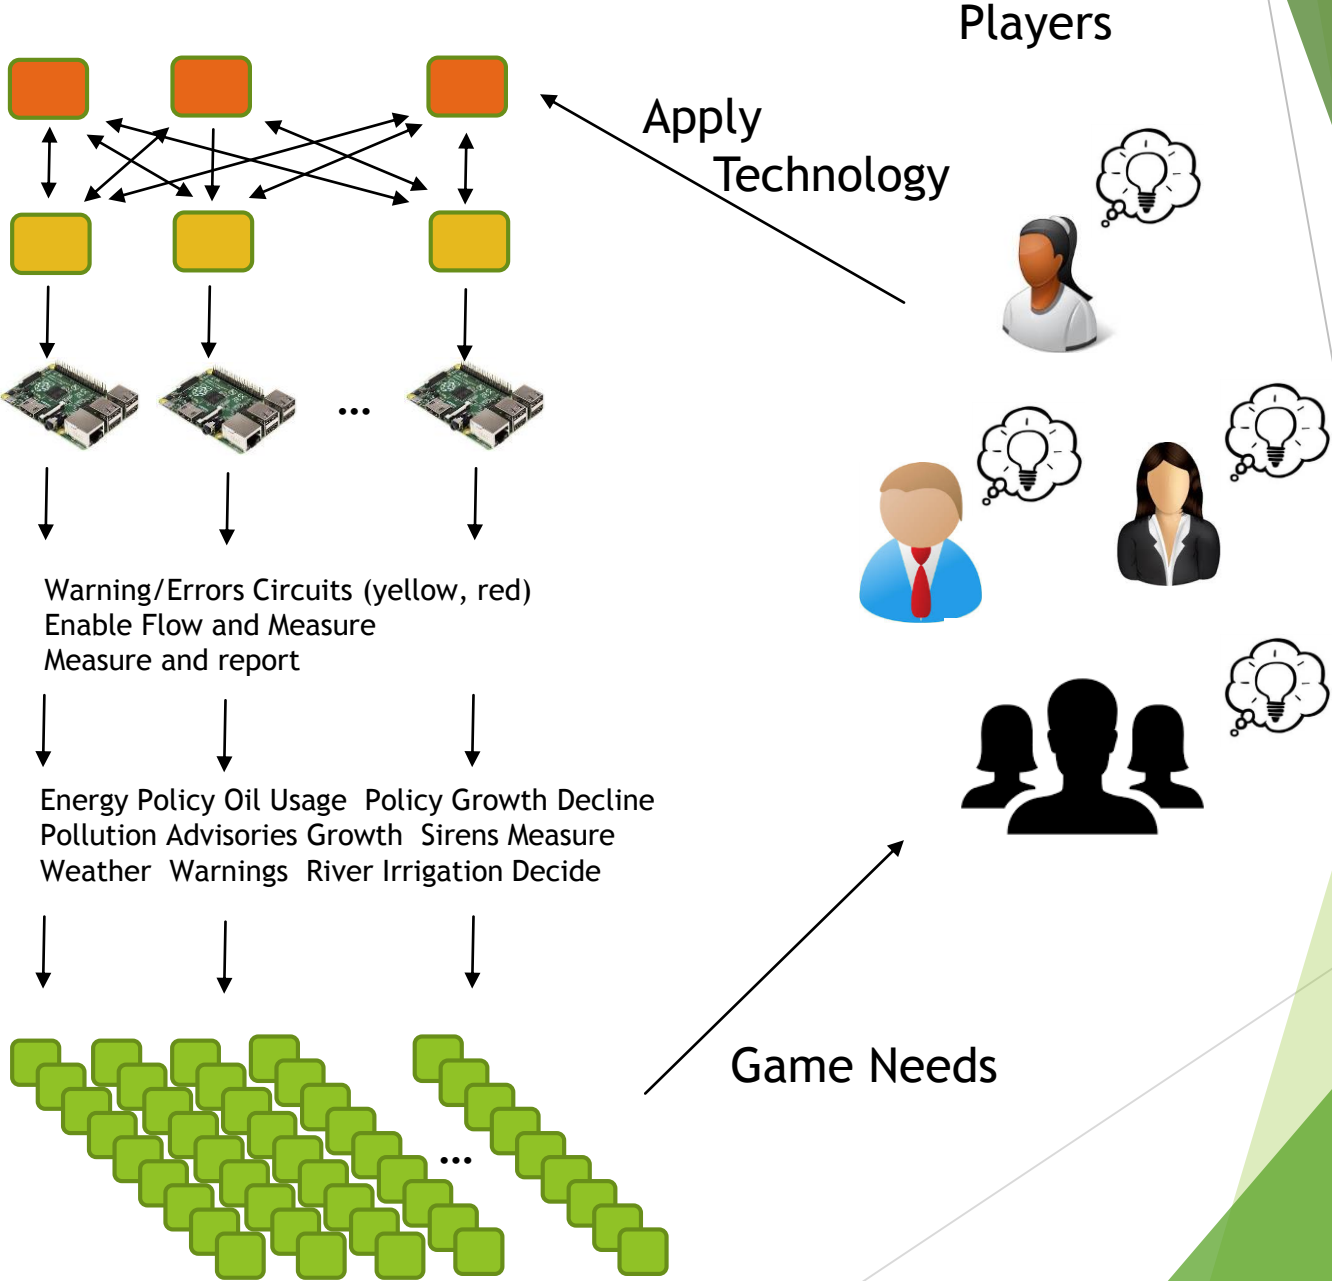 Players
Apply
Technology
...
Warning/Errors Circuits (yellow, red)
Enable Flow and Measure
Measure and report
Energy Policy Oil Usage  Policy Growth Decline
Pollution Advisories Growth  Sirens Measure
Weather  Warnings  River Irrigation Decide
Game Needs
...